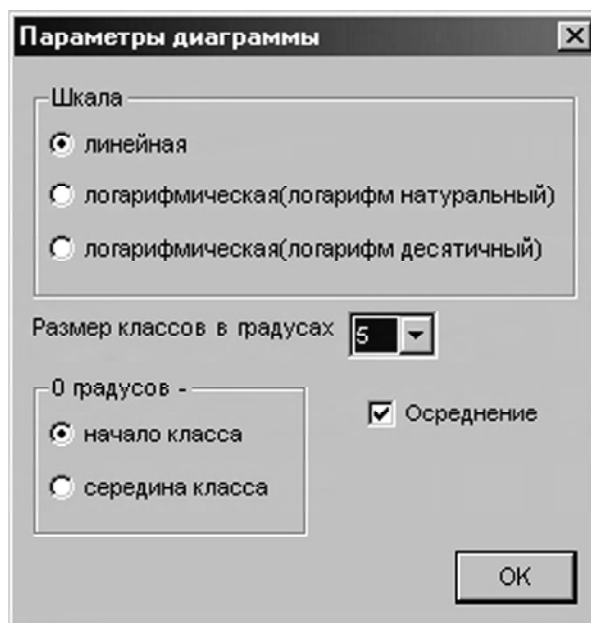 Параметры диаграммы
Шкала
линейная
логарифмическая(логарифм натуральный)
логарифмическая(логарифм десятичный)
Размер классов в градусах 5
0 градусов -
начало класса
середина класса
Осреднение
OK